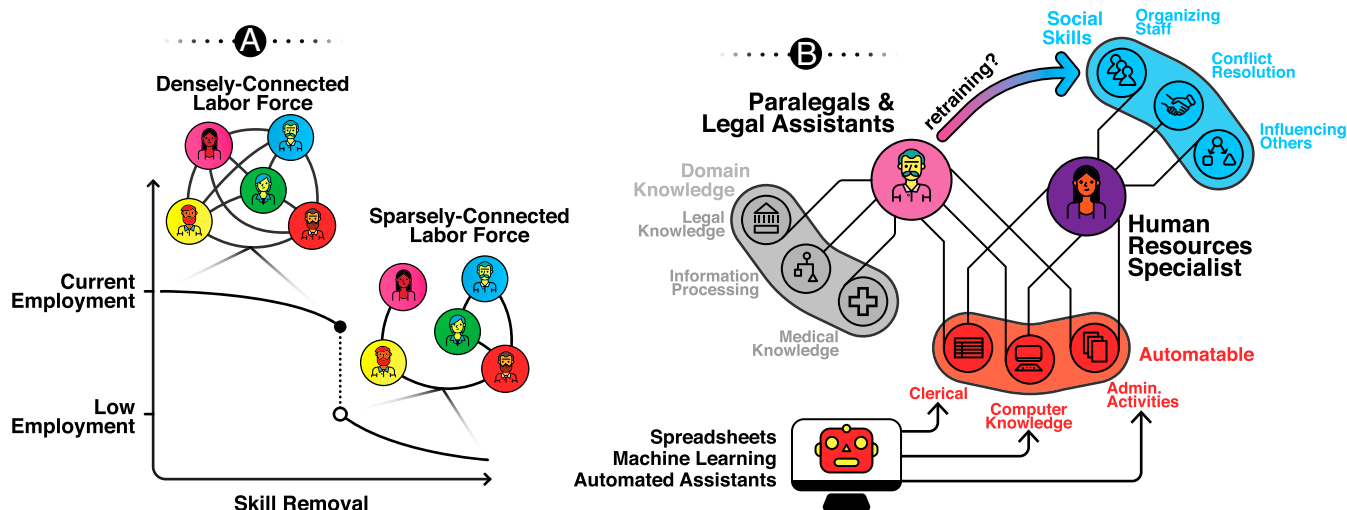 A
Densely-Connected
Labor Force
Sparsely-Connected
Labor Force
Current
Employment
Low
Employment
Skill Removal
B
Paralegals &
Legal Assistants
retraining?
Social
Skills
Organizing
Staff
Conflict
Resolution
Influencing
Others
Domain
Knowledge
Legal
Knowledge
Information
Processing
Medical
Knowledge
Human
Resources
Specialist
Automatable
Clerical
Computer
Knowledge
Admin.
Activities
Spreadsheets
Machine Learning
Automated Assistants